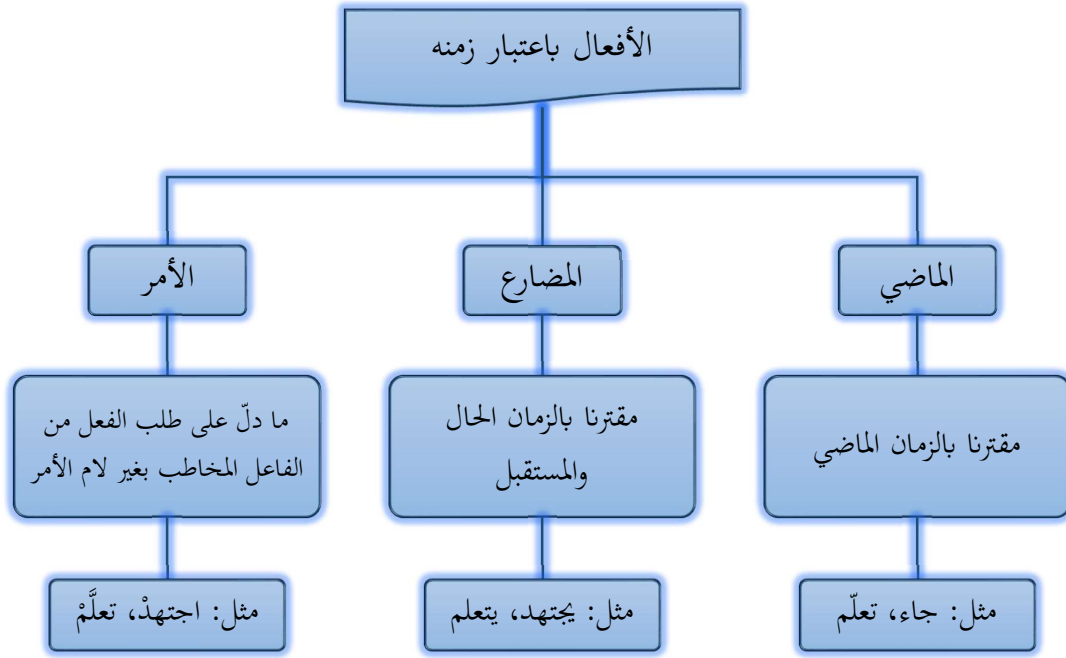 الأفعال باعتبار زمنه
الماضي
المضارع
الأمر
مقترنا بالزمان الماضي
مقترنا بالزمان الحال
والمستقبل
ما دلّ على طلب الفعل من
الفاعل المخاطب بغير لام الأمر
مثل: جاء، تعلّم
مثل: يجتهد، يتعلم
مثل: اجتهدْ، تعلَّمْ